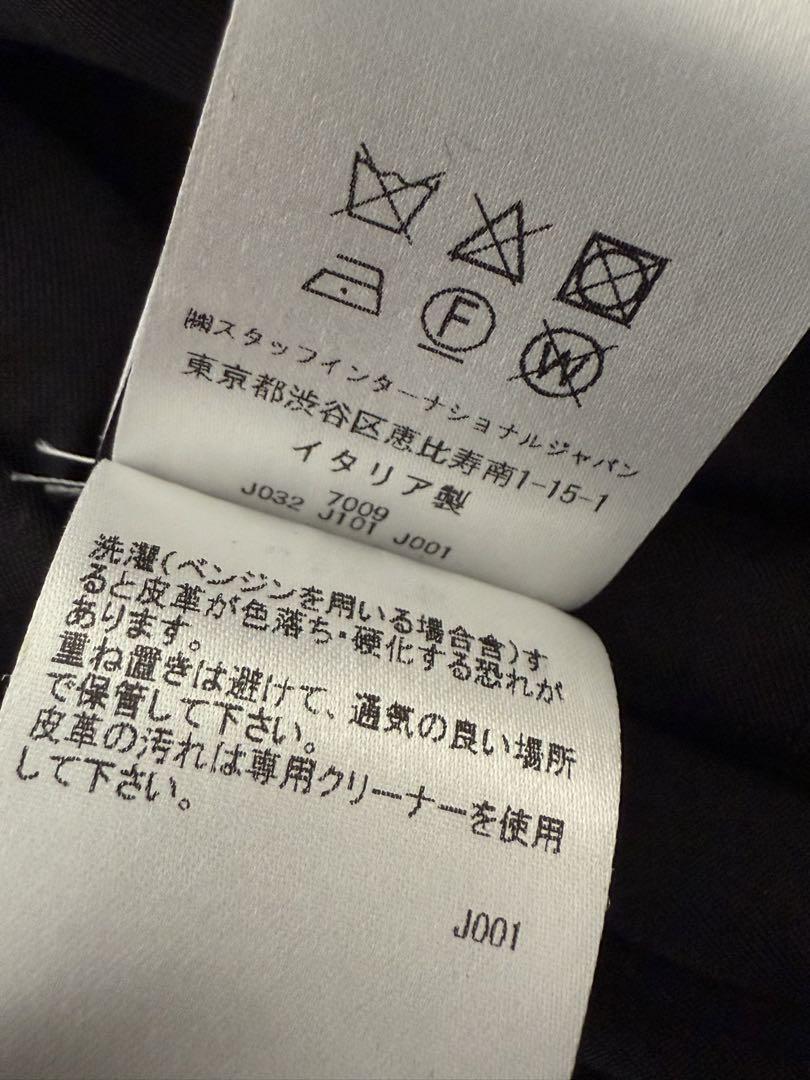 F
W
㈱スタッフインターナショナルジャパン
東京都渋谷区恵比寿南1-15-1
イタリア製
7009
J032 J101 J001
洗濯(ベンジンを用いる場合含)す
ると皮革が色落ち・硬化する恐れが
あります。
重ね置きは避けて、通気の良い場所
で保管して下さい。
皮革の汚れは専用クリーナーを使用
して下さい。
J001